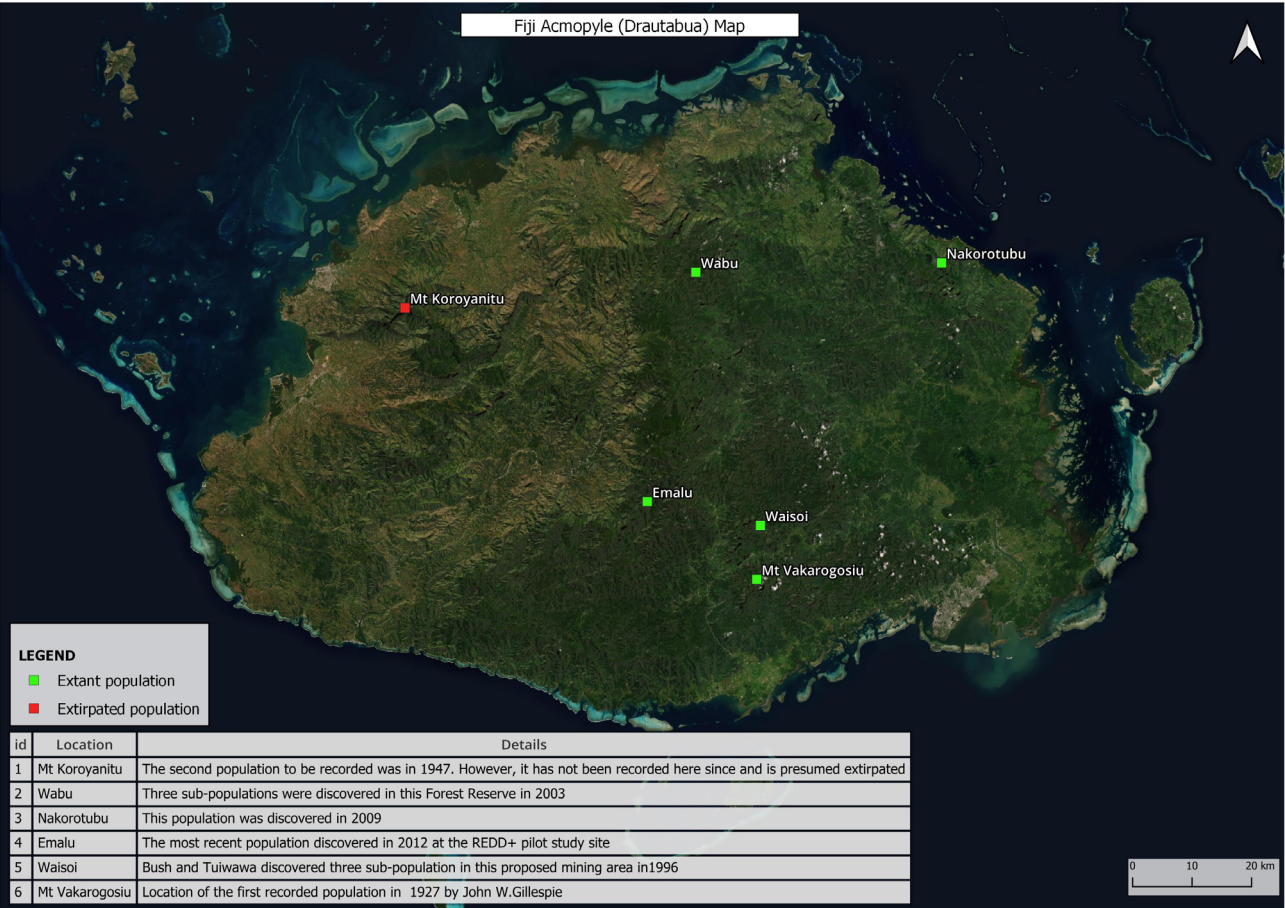 Fiji Acmopyle (Drautabua) Map
Wabu
Nakorotubu
Mt Koroyanitu
Emalu
Waisoi
Mt Vakarogosiu
LEGEND
Extant population
Extirpated population
id Location Details
1 Mt Koroyanitu The second population to be recorded was in 1947. However, it has not been recorded here since and is presumed extirpated
2 Wabu Three sub-populations were discovered in this Forest Reserve in 2003
3 Nakorotubu This population was discovered in 2009
4 Emalu The most recent population discovered in 2012 at the REDD+ pilot study site
5 Waisoi Bush and Tuiwawa discovered three sub-population in this proposed mining area in1996
6 Mt Vakarogosiu Location of the first recorded population in 1927 by John W.Gillespie
0 10 20 km